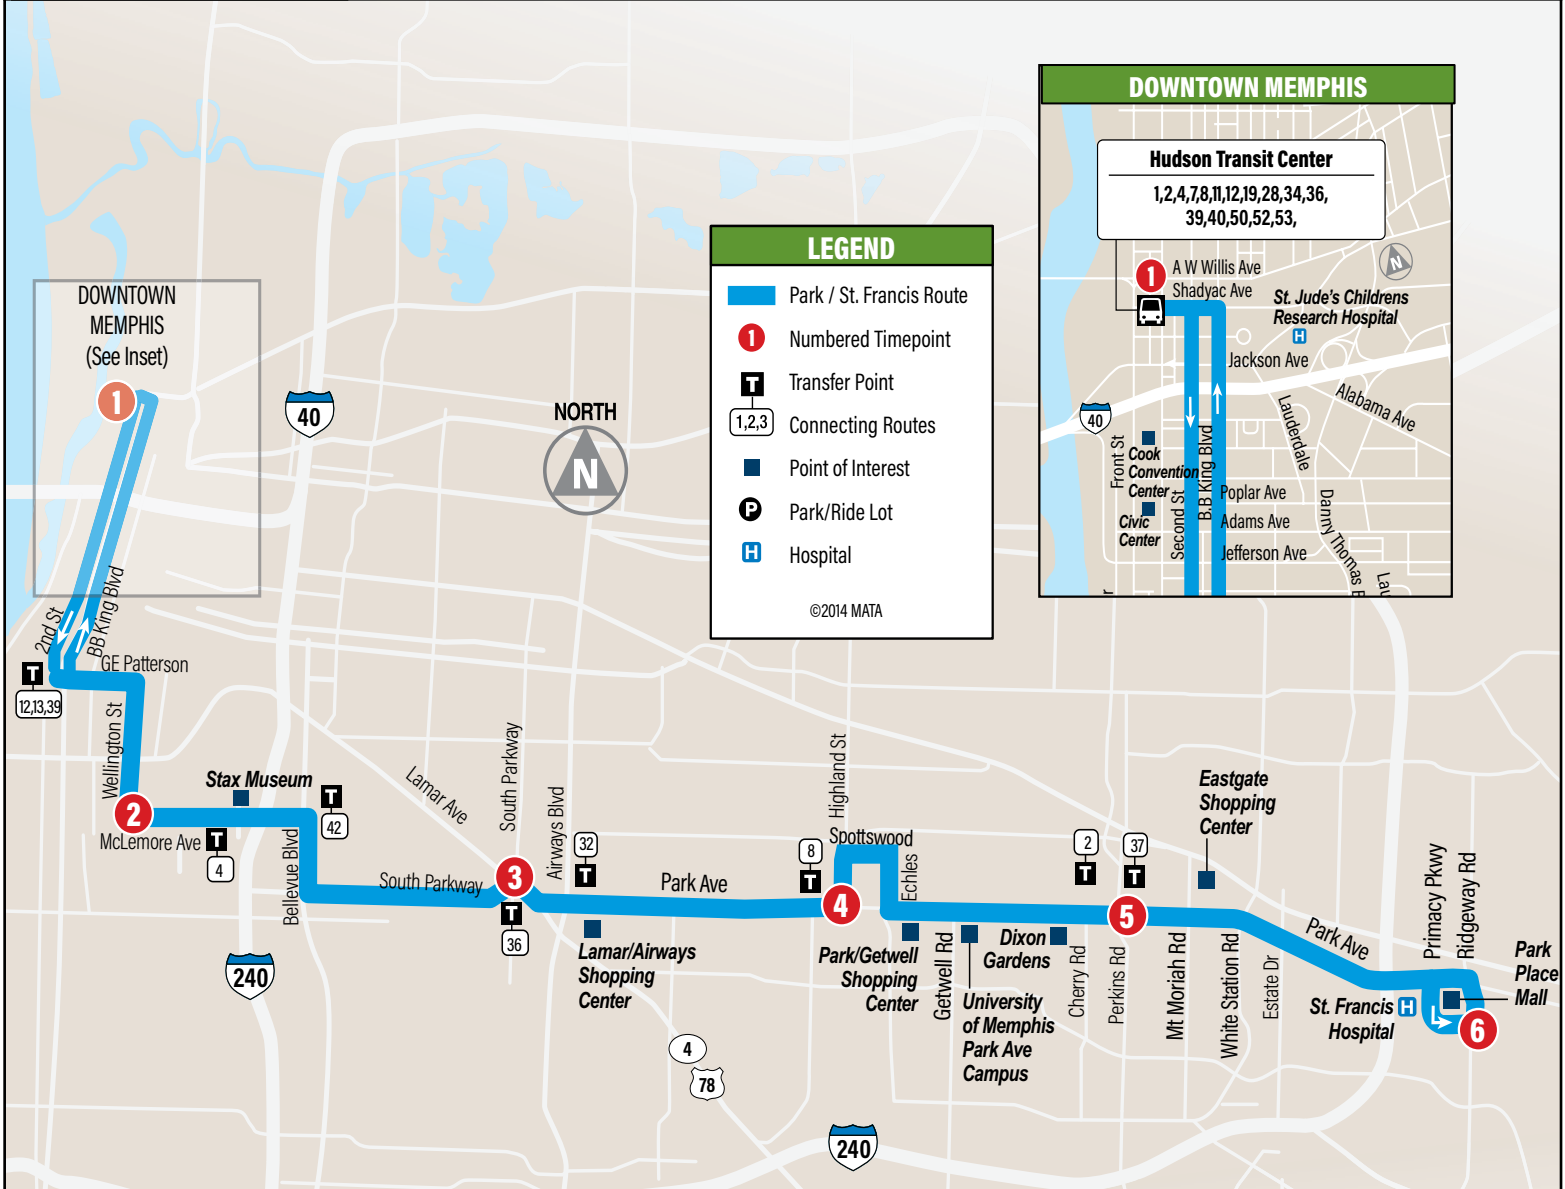 DOWNTOWN MEMPHIS
Hudson Transit Center
1,2,4,7,8,11,12,19,28,34,36,
39,40,50,52,53,
N
1
A W Willis Ave
Shadyac Ave
St. Jude's Childrens
Research Hospital
H
Jackson Ave
Alabama Ave
Lauderdale
40
Front St
Cook
Convention
Center
Civic
Center
Second St
B.B King Blvd
Poplar Ave
Adams Ave
Jefferson Ave
Danny Thomas B
Lau
r
LEGEND
Park / St. Francis Route
1 Numbered Timepoint
T Transfer Point
1,2,3 Connecting Routes
Point of Interest
P Park/Ride Lot
H Hospital
©2014 MATA
DOWNTOWN
MEMPHIS
(See Inset)
1
40
NORTH
N
2nd St
BB King Blvd
GE Patterson
T
12,13,39
Wellington St
2
McLemore Ave
Stax Museum
T
4
T
42
Bellevue Blvd
240
South Parkway
Lamar Ave
South Parkway
3
T
36
Airways Blvd
32
T
Lamar/Airways
Shopping
Center
Park Ave
4
78
8
T
4
Highland St
Spottswood
Echles
Park/Getwell
Shopping
Center
Getwell Rd
University
of Memphis
Park Ave
Campus
Dixon
Gardens
Cherry Rd
2
T
37
T
5
Perkins Rd
Mt Moriah Rd
Eastgate
Shopping
Center
White Station Rd
Estate Dr
Park Ave
Primacy Pkwy
Ridgeway Rd
Park
Place
Mall
St. Francis
Hospital
H
6
240